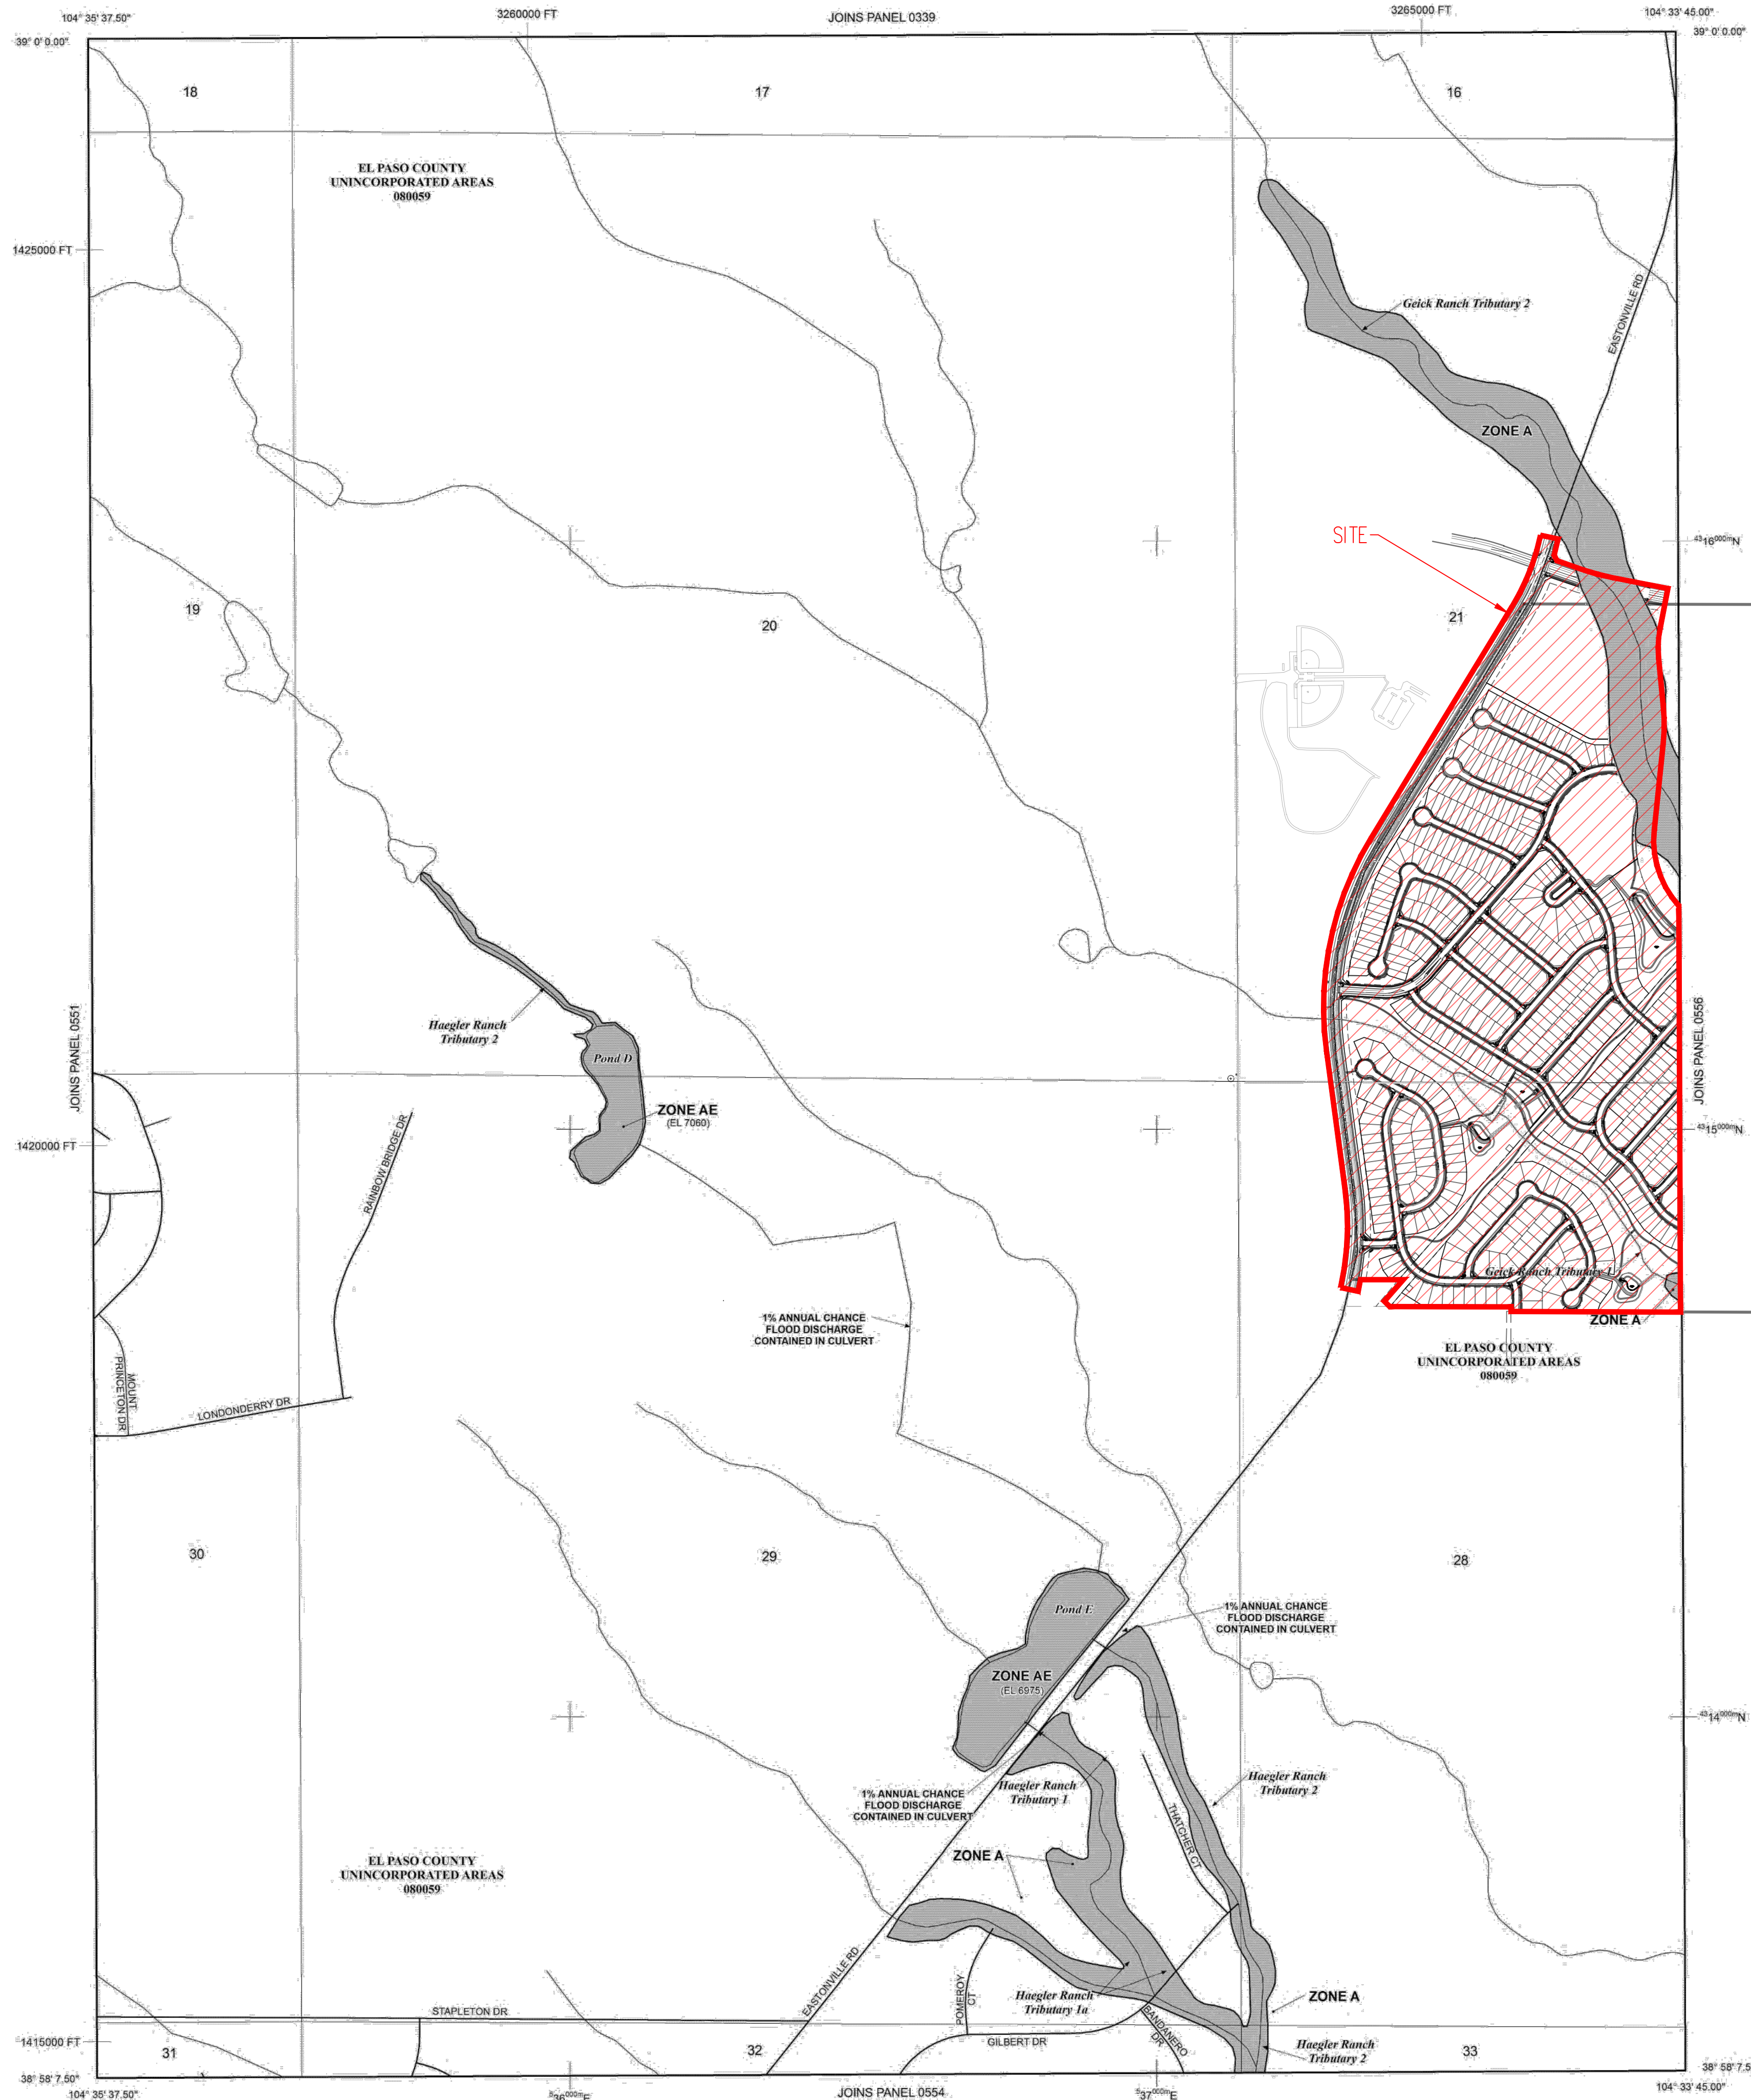 104° 35' 37.50"
3260000 FT
JOINS PANEL 0339
3265000 FT
104° 33' 45.00"
39° 0' 0.00"
39° 0' 0.00"
18
17
16
EL PASO COUNTY
UNINCORPORATED AREAS
080059
1425000 FT
EASTONVILLE RD
Geick Ranch Tributary 2
ZONE A
SITE
4316000mN
19
20
21
Haegler Ranch
Tributary 2
Pond D
JOINS PANEL 0551
JOINS PANEL 0556
ZONE AE
(EL 7060)
1420000 FT
4315000mN
RAINBOW BRIDGE DR
Geick Ranch Tributary 1
ZONE A
1% ANNUAL CHANCE
FLOOD DISCHARGE
CONTAINED IN CULVERT
EL PASO COUNTY
UNINCORPORATED AREAS
080059
MOUNT
PRINCETON DR
LONDONDERRY DR
30
29
28
Pond E
1% ANNUAL CHANCE
FLOOD DISCHARGE
CONTAINED IN CULVERT
ZONE AE
(EL 6975)
4314000mN
Haegler Ranch
Tributary 1
Haegler Ranch
Tributary 2
1% ANNUAL CHANCE
FLOOD DISCHARGE
CONTAINED IN CULVERT
THATCHER CT
ZONE A
EL PASO COUNTY
UNINCORPORATED AREAS
080059
EASTONVILLE RD
POMEROY
CT
Haegler Ranch
Tributary 1a
ZONE A
STAPLETON DR
BANDANERO
DR
GILBERT DR
Haegler Ranch
Tributary 2
1415000 FT
31
32
33
38° 58' 7.50"
38° 58' 7.5
104° 35' 37.50"
536000mE
JOINS PANEL 0554
537000mE
104° 33' 45.00"